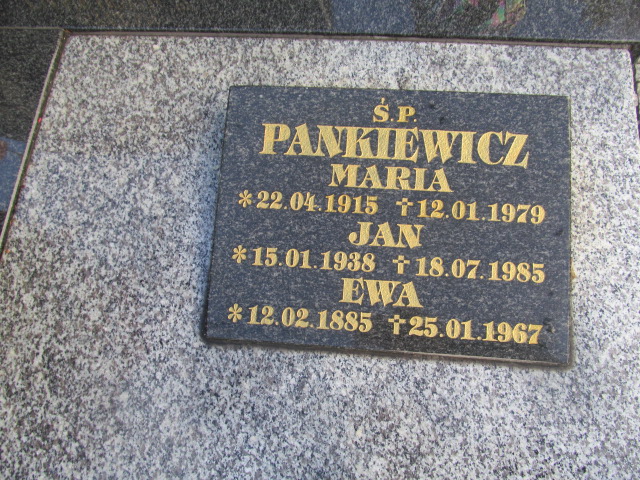 Ś.P.
PANKIEWICZ
MARIA
*22.04.1915 †12.01.1979
JAN
*15.01.1938 †18.07.1985
EWA
*12.02.1885 †25.01.1967